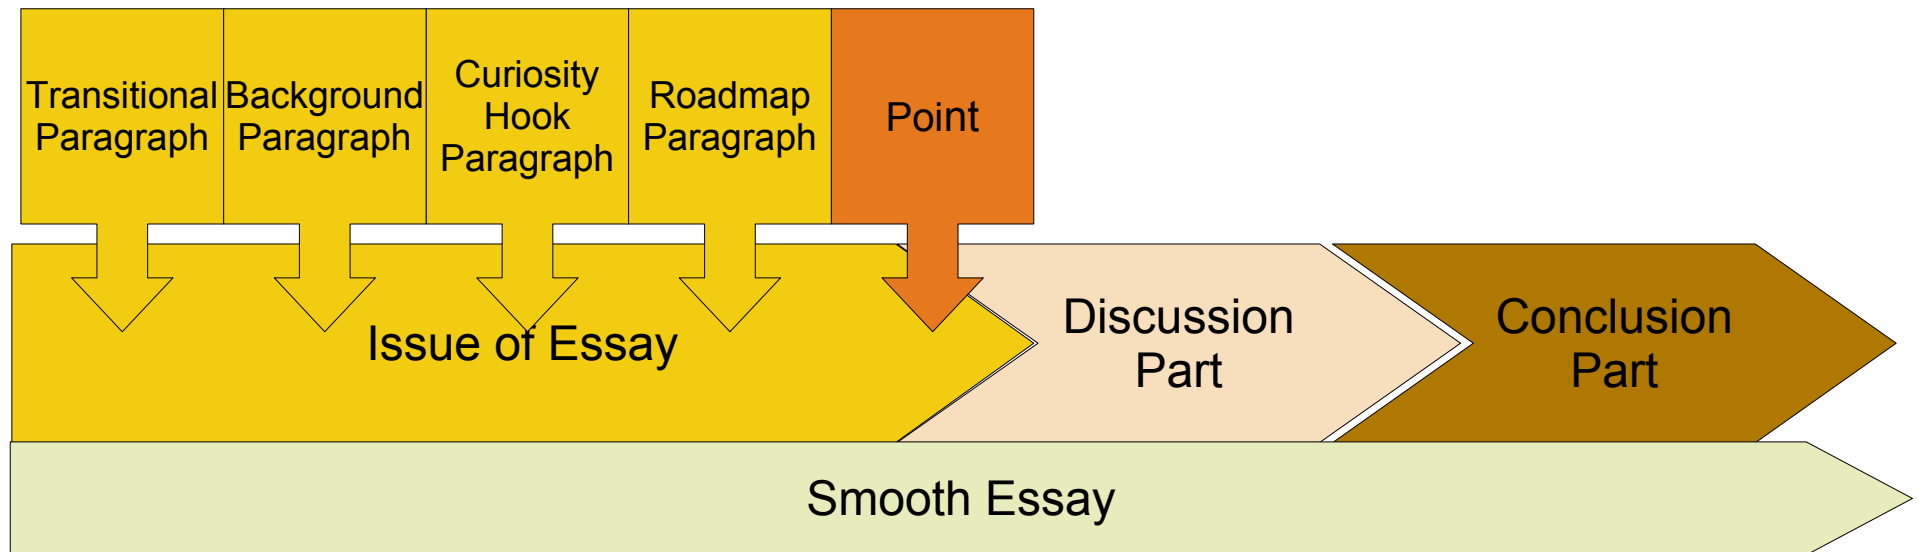 Transitional
Paragraph
Background
Paragraph
Curiosity
Hook
Paragraph
Roadmap
Paragraph
Point
Issue of Essay
Discussion
Part
Conclusion
Part
Smooth Essay